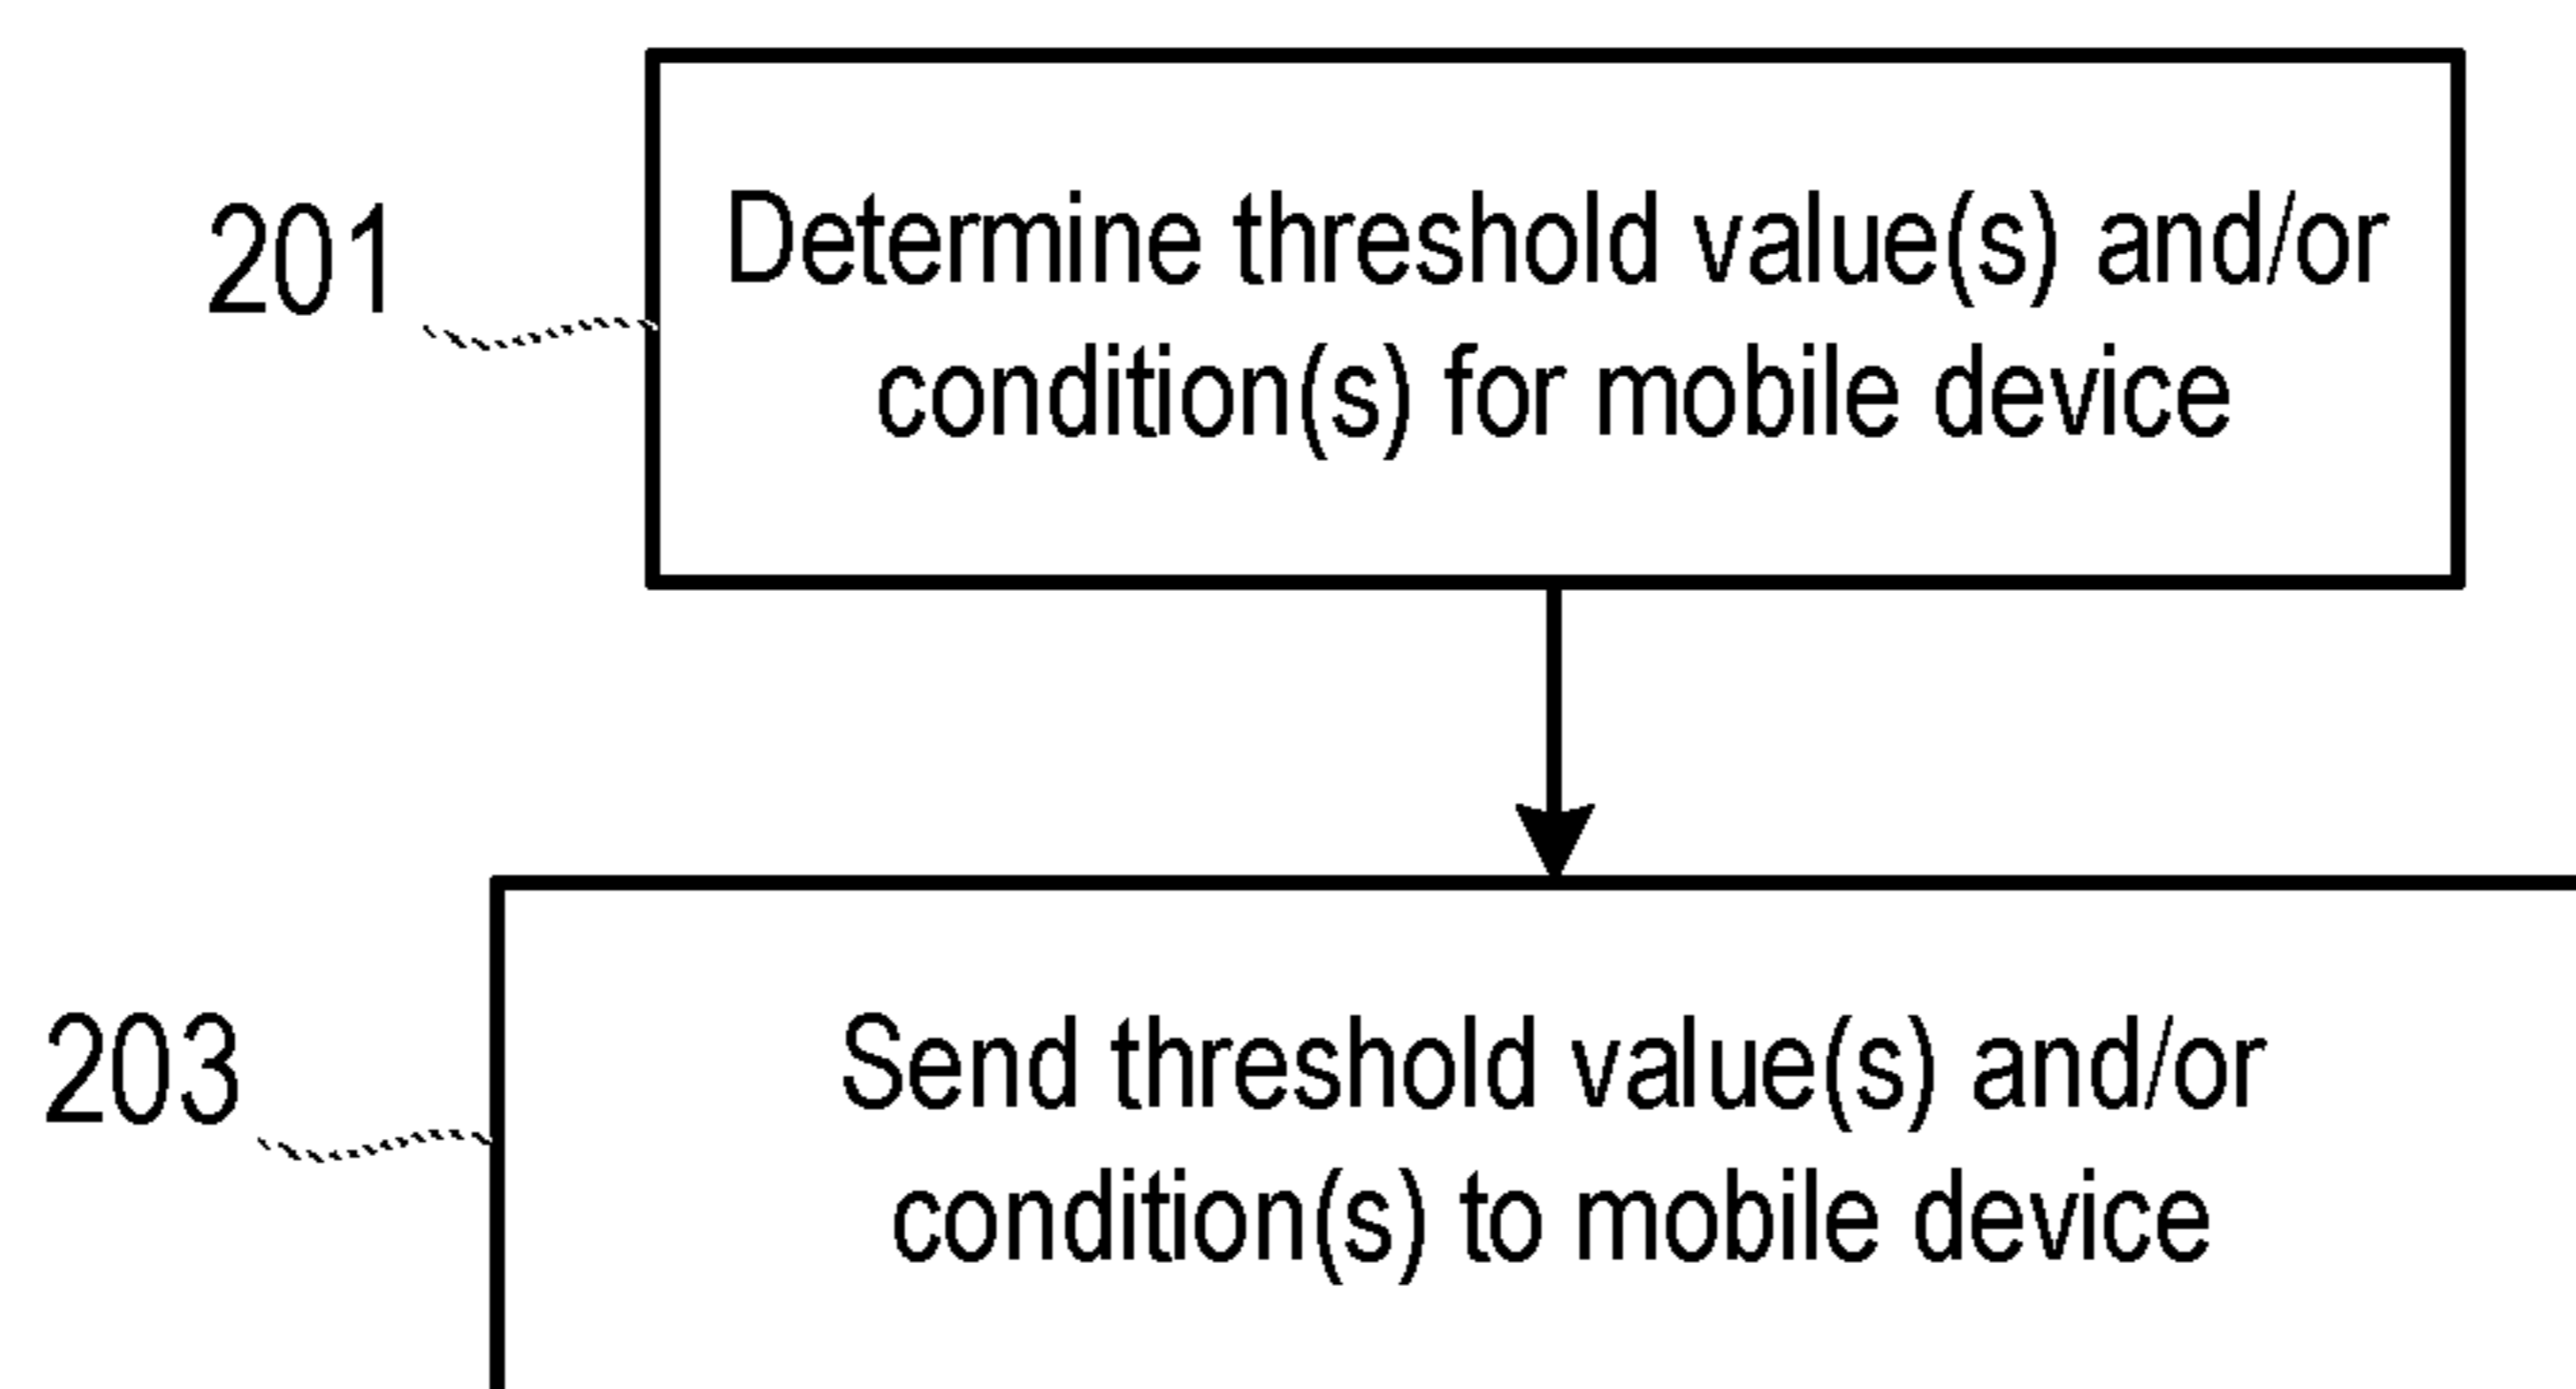 201
Determine threshold value(s) and/or
condition(s) for mobile device
203
Send threshold value(s) and/or
condition(s) to mobile device